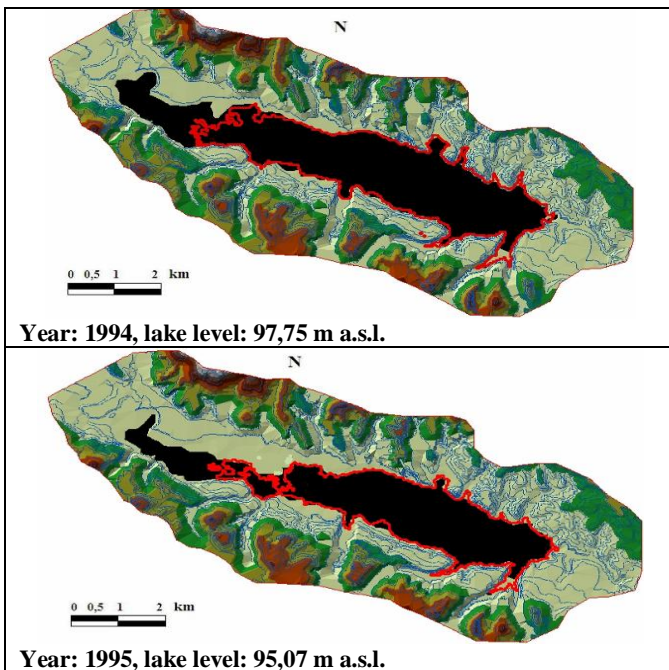 N
0 0,5 1 2 km
Year: 1994, lake level: 97,75 m a.s.l.
N
0 0,5 1 2 km
Year: 1995, lake level: 95,07 m a.s.l.